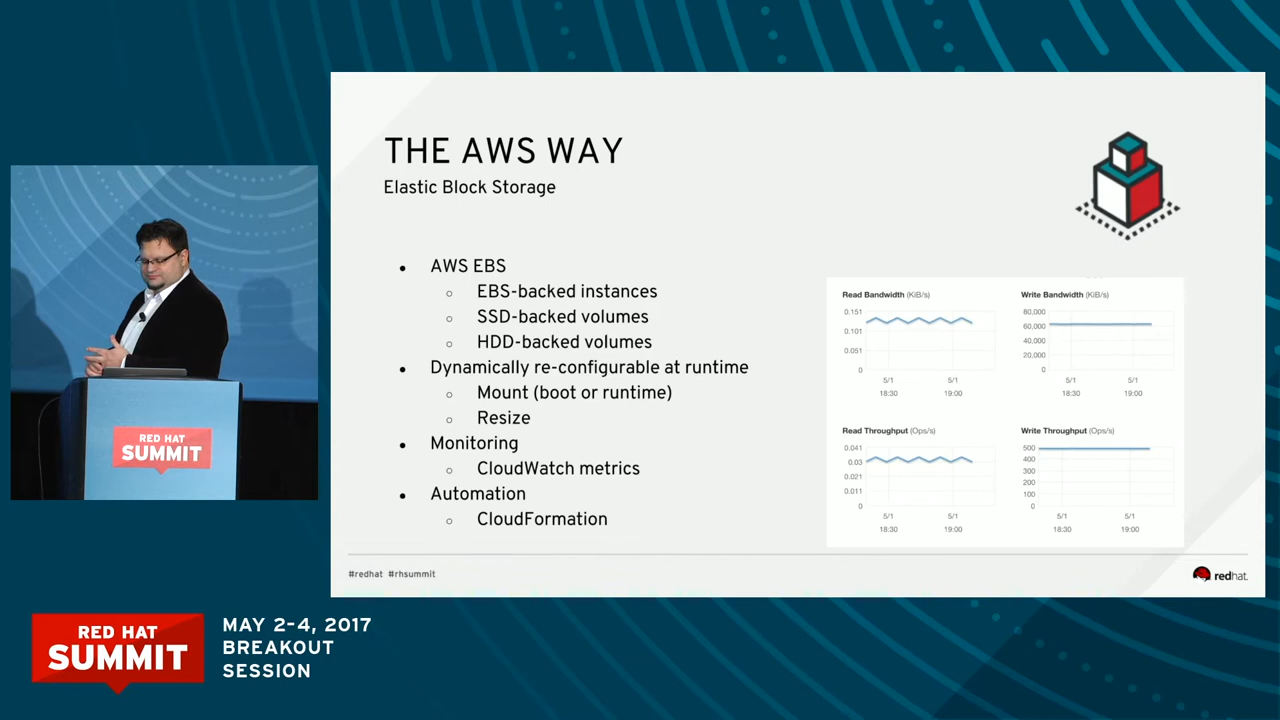 THE AWS WAY
Elastic Block Storage
● AWS EBS
○ EBS-backed instances
○ SSD-backed volumes
○ HDD-backed volumes
● Dynamically re-configurable at runtime
○ Mount (boot or runtime)
○ Resize
● Monitoring
○ CloudWatch metrics
● Automation
○ CloudFormation
Read Bandwidth (KiB/s)
0.151
0.101
0.051
0
5/1 5/1
18:30 19:00
Write Bandwidth (KiB/s)
80,000
60,000
40,000
20,000
0
5/1 5/1
18:30 19:00
Read Throughput (Ops/s)
0.041
0.03
0.021
0.011
0
5/1 5/1
18:30 19:00
Write Throughput (Ops/s)
500
400
300
200
100
0
5/1 5/1
18:30 19:00
#redhat #rhsummit
redhat.
RED HAT
SUMMIT
RED HAT
SUMMIT
MAY 2-4, 2017
BREAKOUT
SESSION